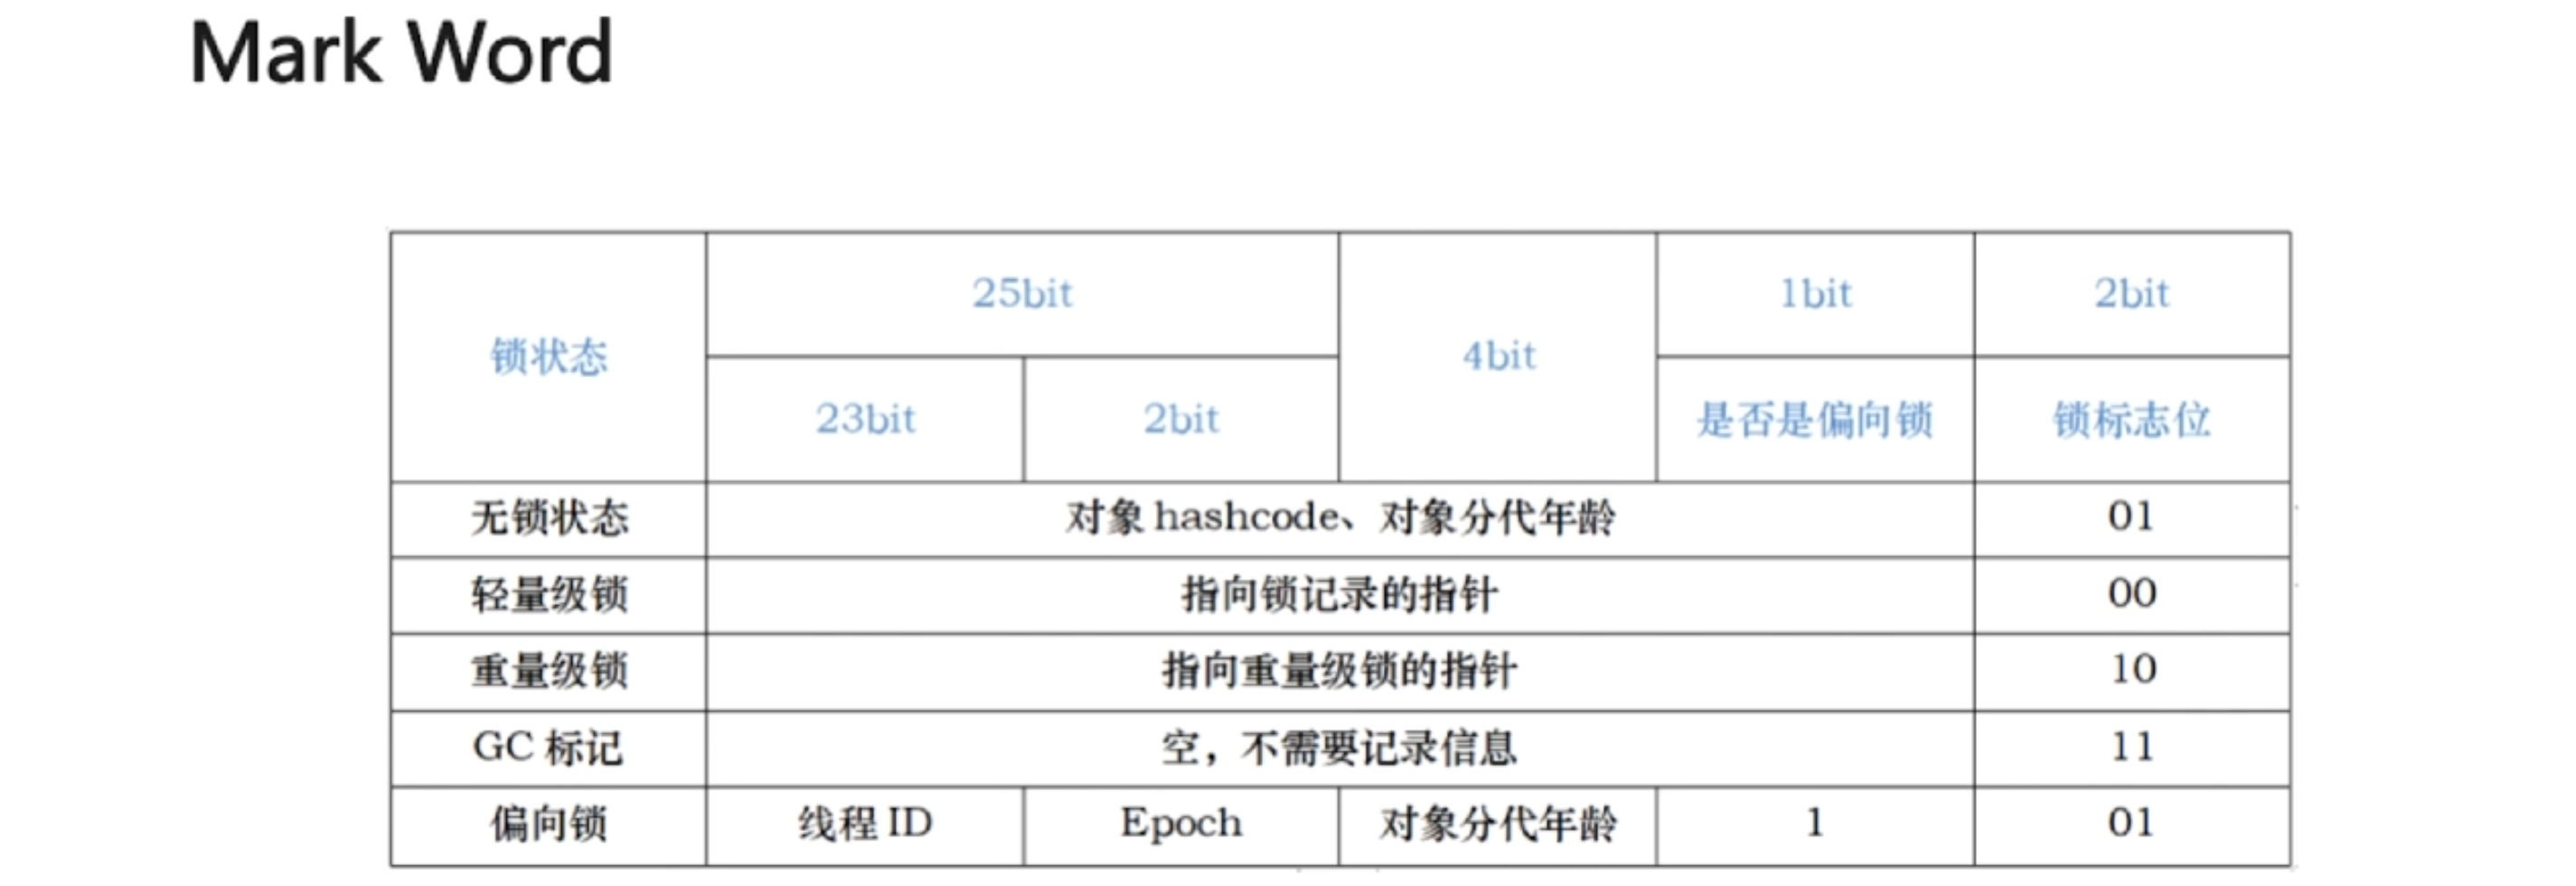 Mark Word
锁状态 25bit 4bit 1bit 2bit
23bit 2bit 是否是偏向锁 锁标志位
无锁状态 对象 hashcode、对象分代年龄 01
轻量级锁 指向锁记录的指针 00
重量级锁 指向重量级锁的指针 10
GC 标记 空，不需要记录信息 11
偏向锁 线程 ID Epoch 对象分代年龄 1 01